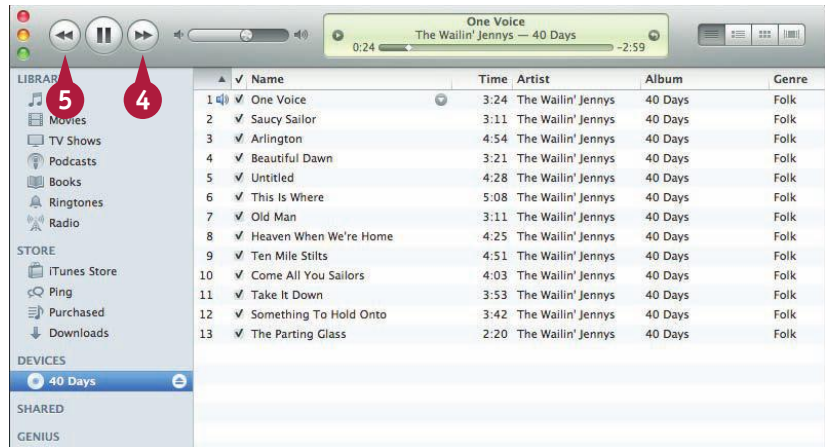 One Voice
The Wailin' Jennys — 40 Days
0:24 -2:59
LIBRAR
5 4
Movies
TV Shows
Podcasts
Books
Ringtones
Radio
STORE
iTunes Store
Ping
Purchased
Downloads
DEVICES
40 Days
SHARED
GENIUS
✓ Name Time Artist Album Genre
1 ✓ One Voice 3:24 The Wailin' Jennys 40 Days Folk
2 ✓ Saucy Sailor 3:11 The Wailin' Jennys 40 Days Folk
3 ✓ Arlington 4:54 The Wailin' Jennys 40 Days Folk
4 ✓ Beautiful Dawn 3:21 The Wailin' Jennys 40 Days Folk
5 ✓ Untitled 4:28 The Wailin' Jennys 40 Days Folk
6 ✓ This Is Where 5:08 The Wailin' Jennys 40 Days Folk
7 ✓ Old Man 3:11 The Wailin' Jennys 40 Days Folk
8 ✓ Heaven When We're Home 4:25 The Wailin' Jennys 40 Days Folk
9 ✓ Ten Mile Stilts 4:51 The Wailin' Jennys 40 Days Folk
10 ✓ Come All You Sailors 4:03 The Wailin' Jennys 40 Days Folk
11 ✓ Take It Down 3:53 The Wailin' Jennys 40 Days Folk
12 ✓ Something To Hold Onto 3:42 The Wailin' Jennys 40 Days Folk
13 ✓ The Parting Glass 2:20 The Wailin' Jennys 40 Days Folk